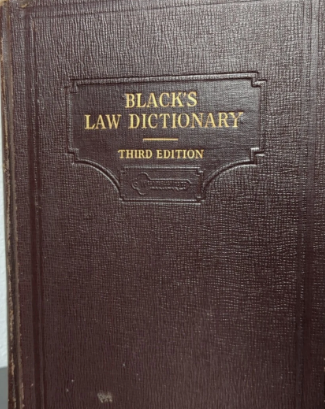 BLACK'S
LAW DICTIONARY
THIRD EDITION